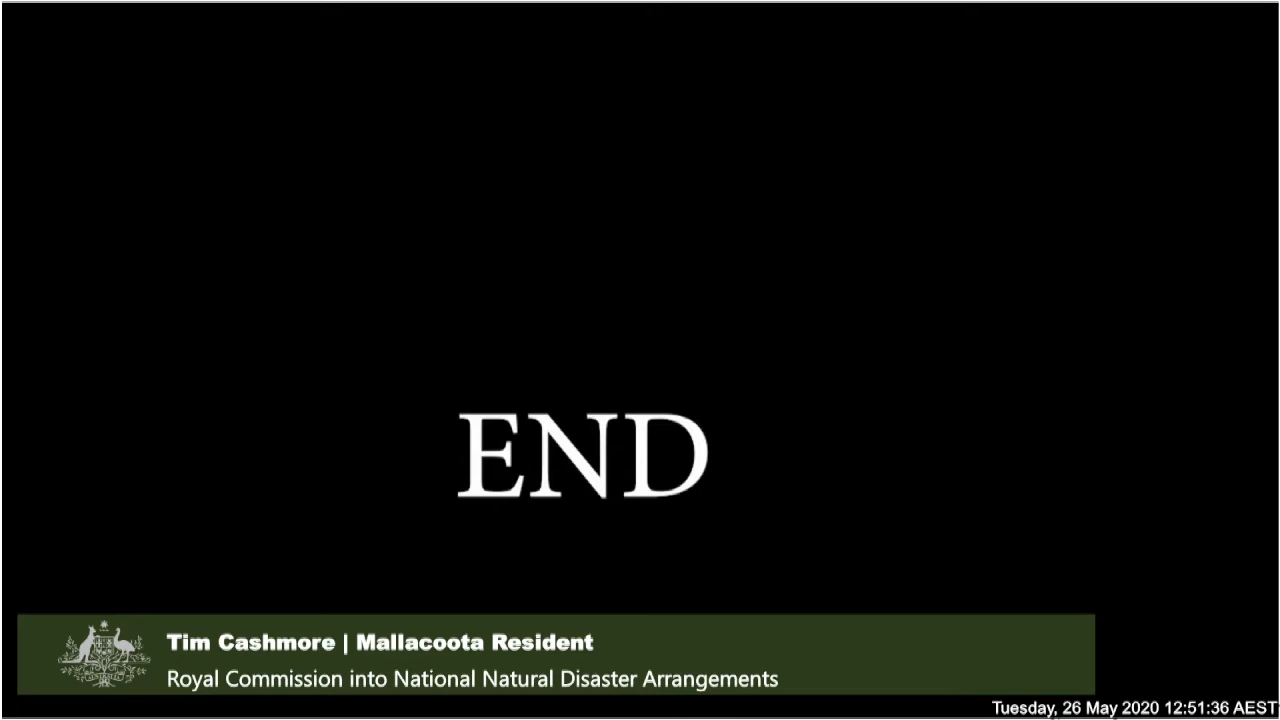 END
Tim Cashmore | Mallacoota Resident
Royal Commission into National Natural Disaster Arrangements
Tuesday, 26 May 2020 12:51:36 AEST